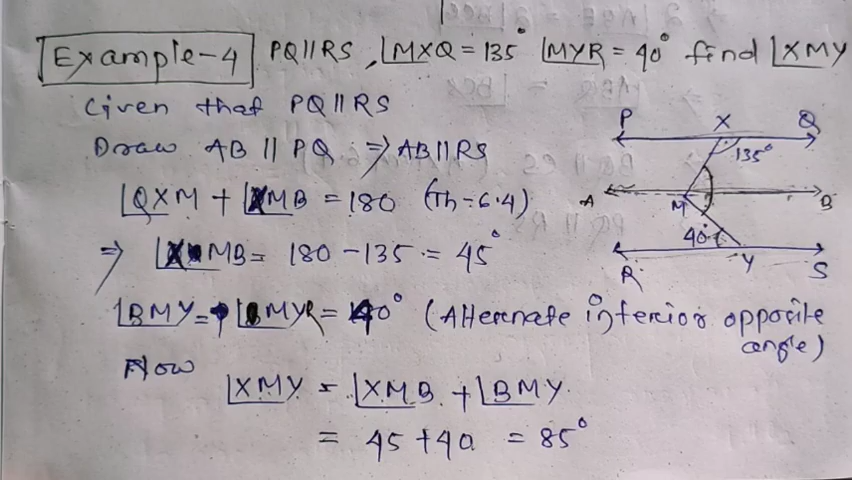 Example-4 PQ||RS, ∠MXQ = 135° ∠MYR = 40° find ∠XMY
Given that PQ||RS
Draw AB || PQ ⇒ AB||RS
∠QXM + ∠XMB = 180 (Th-6.4)
⇒ ∠XMB = 180 - 135 = 45°
∠BMY = ∠MYR = 40° (Alternate interior opposite
angle)
Now
∠XMY = ∠XMB + ∠BMY
= 45 + 40 = 85°
P X Q
135°
A M B
40°
R Y S